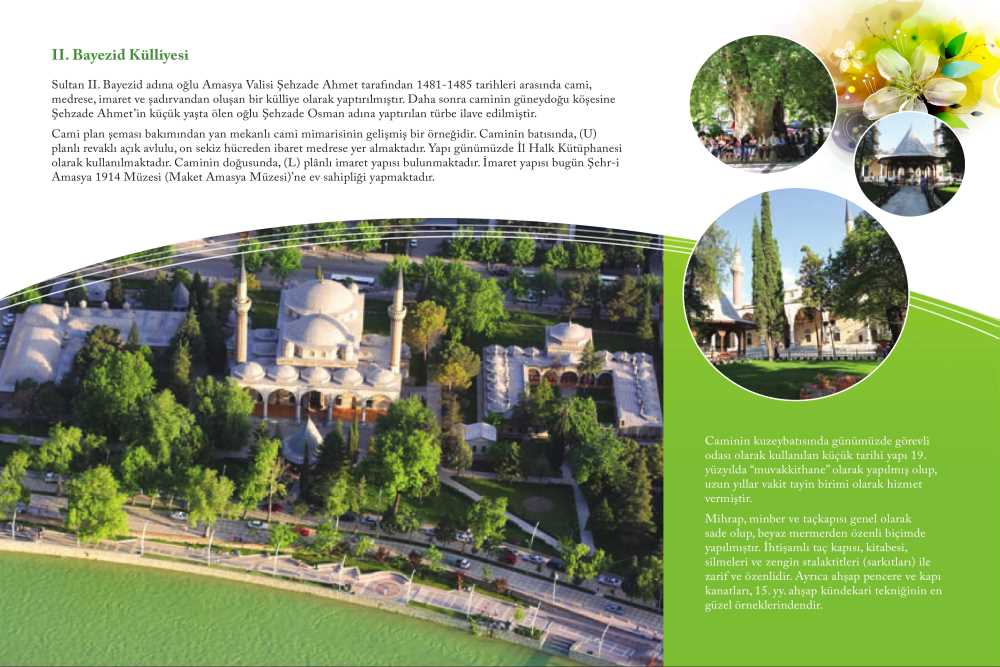 II. Bayezid Külliyesi
Sultan II. Bayezid adına oğlu Amasya Valisi Şehzade Ahmet tarafından 1481-1485 tarihleri arasında cami,
medrese, imaret ve şadırvandan oluşan bir külliye olarak yaptırılmıştır. Daha sonra caminin güneydoğu köşesine
Şehzade Ahmet'in küçük yaşta ölen oğlu Şehzade Osman adına yaptırılan türbe ilave edilmiştir.
Cami plan şeması bakımından yan mekanlı cami mimarisinin gelişmiş bir örneğidir. Caminin batısında, (U)
planlı revaklı açık avlulu, on sekiz hücreden ibaret medrese yer almaktadır. Yapı günümüzde İl Halk Kütüphanesi
olarak kullanılmaktadır. Caminin doğusunda, (L) plânlı imaret yapısı bulunmaktadır. İmaret yapısı bugün Şehr-i
Amasya 1914 Müzesi (Maket Amasya Müzesi)'ne ev sahipliği yapmaktadır.
Caminin kuzeybatısında günümüzde görevli
odası olarak kullanılan küçük tarihi yapı 19.
yüzyılda "muvakkithane" olarak yapılmış olup,
uzun yıllar vakit tayin birimi olarak hizmet
vermiştir.
Mihrap, minber ve taçkapısı genel olarak
sade olup, beyaz mermerden özenli biçimde
yapılmıştır. İhtişamlı taç kapısı, kitabesi,
silmeleri ve zengin stalaktitleri (sarkıtları) ile
zarif ve özenlidir. Ayrıca ahşap pencere ve kapı
kanatları, 15. yy. ahşap kündekari tekniğinin en
güzel örneklerindendir.